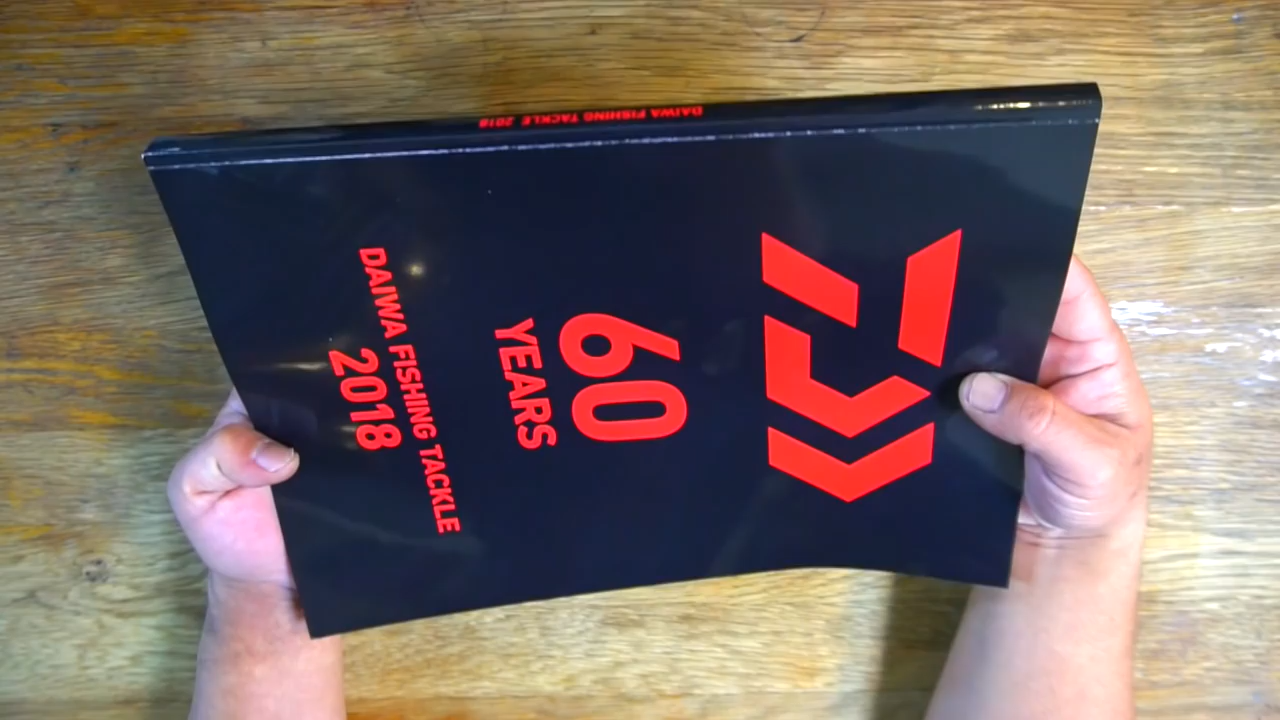 DAIWA FISHING TACKLE 2018
60
YEARS
DAIWA FISHING TACKLE
2018